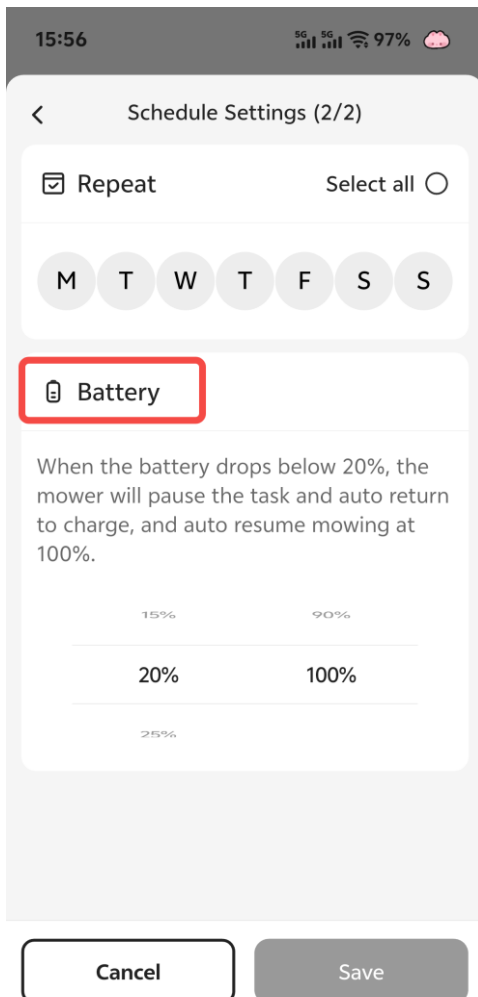 15:56 5G 5G 97%
Schedule Settings (2/2)
Repeat Select all
M T W T F S S
Battery
When the battery drops below 20%, the
mower will pause the task and auto return
to charge, and auto resume mowing at
100%.
15% 90%
20% 100%
25%
Cancel Save